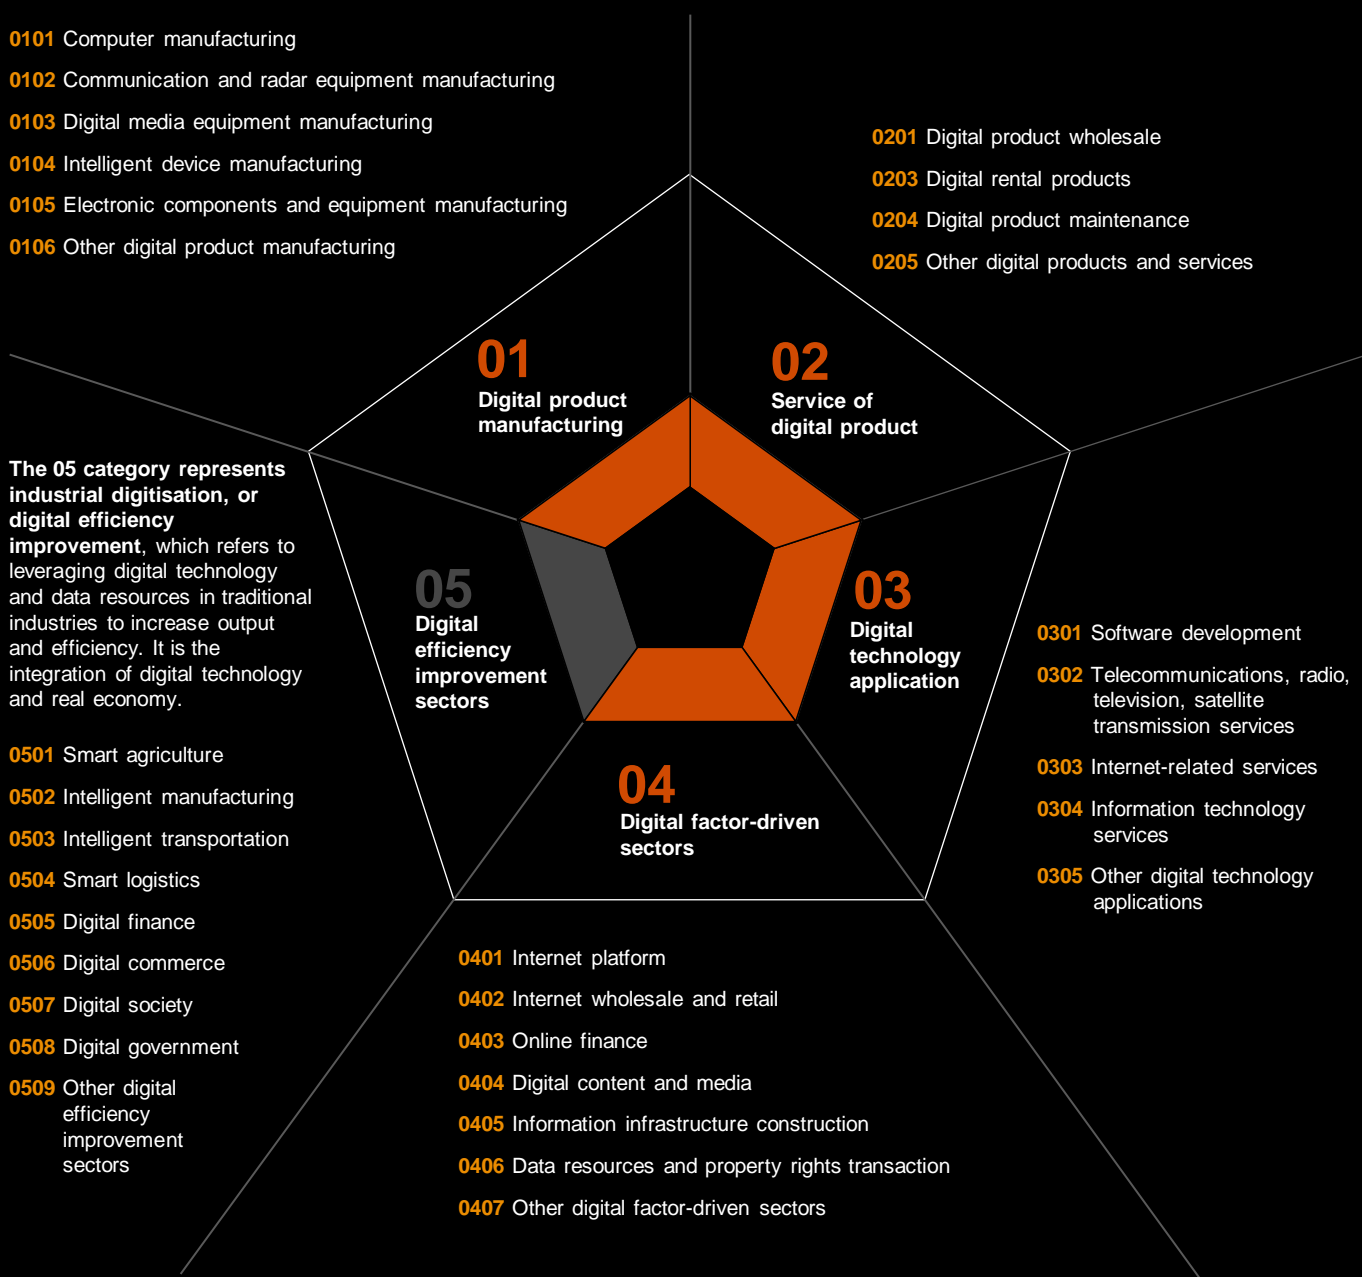 0101 Computer manufacturing
0102 Communication and radar equipment manufacturing
0103 Digital media equipment manufacturing
0104 Intelligent device manufacturing
0105 Electronic components and equipment manufacturing
0106 Other digital product manufacturing
0201 Digital product wholesale
0203 Digital rental products
0204 Digital product maintenance
0205 Other digital products and services
01
Digital product
manufacturing
02
Service of
digital product
The 05 category represents
industrial digitisation, or
digital efficiency
improvement, which refers to
leveraging digital technology
and data resources in traditional
industries to increase output
and efficiency. It is the
integration of digital technology
and real economy.
05
Digital
efficiency
improvement
sectors
03
Digital
technology
application
0301 Software development
0302 Telecommunications, radio,
television, satellite
transmission services
0303 Internet-related services
0304 Information technology
services
0305 Other digital technology
applications
04
Digital factor-driven
sectors
0501 Smart agriculture
0502 Intelligent manufacturing
0503 Intelligent transportation
0504 Smart logistics
0505 Digital finance
0506 Digital commerce
0507 Digital society
0508 Digital government
0509 Other digital
efficiency
improvement
sectors
0401 Internet platform
0402 Internet wholesale and retail
0403 Online finance
0404 Digital content and media
0405 Information infrastructure construction
0406 Data resources and property rights transaction
0407 Other digital factor-driven sectors